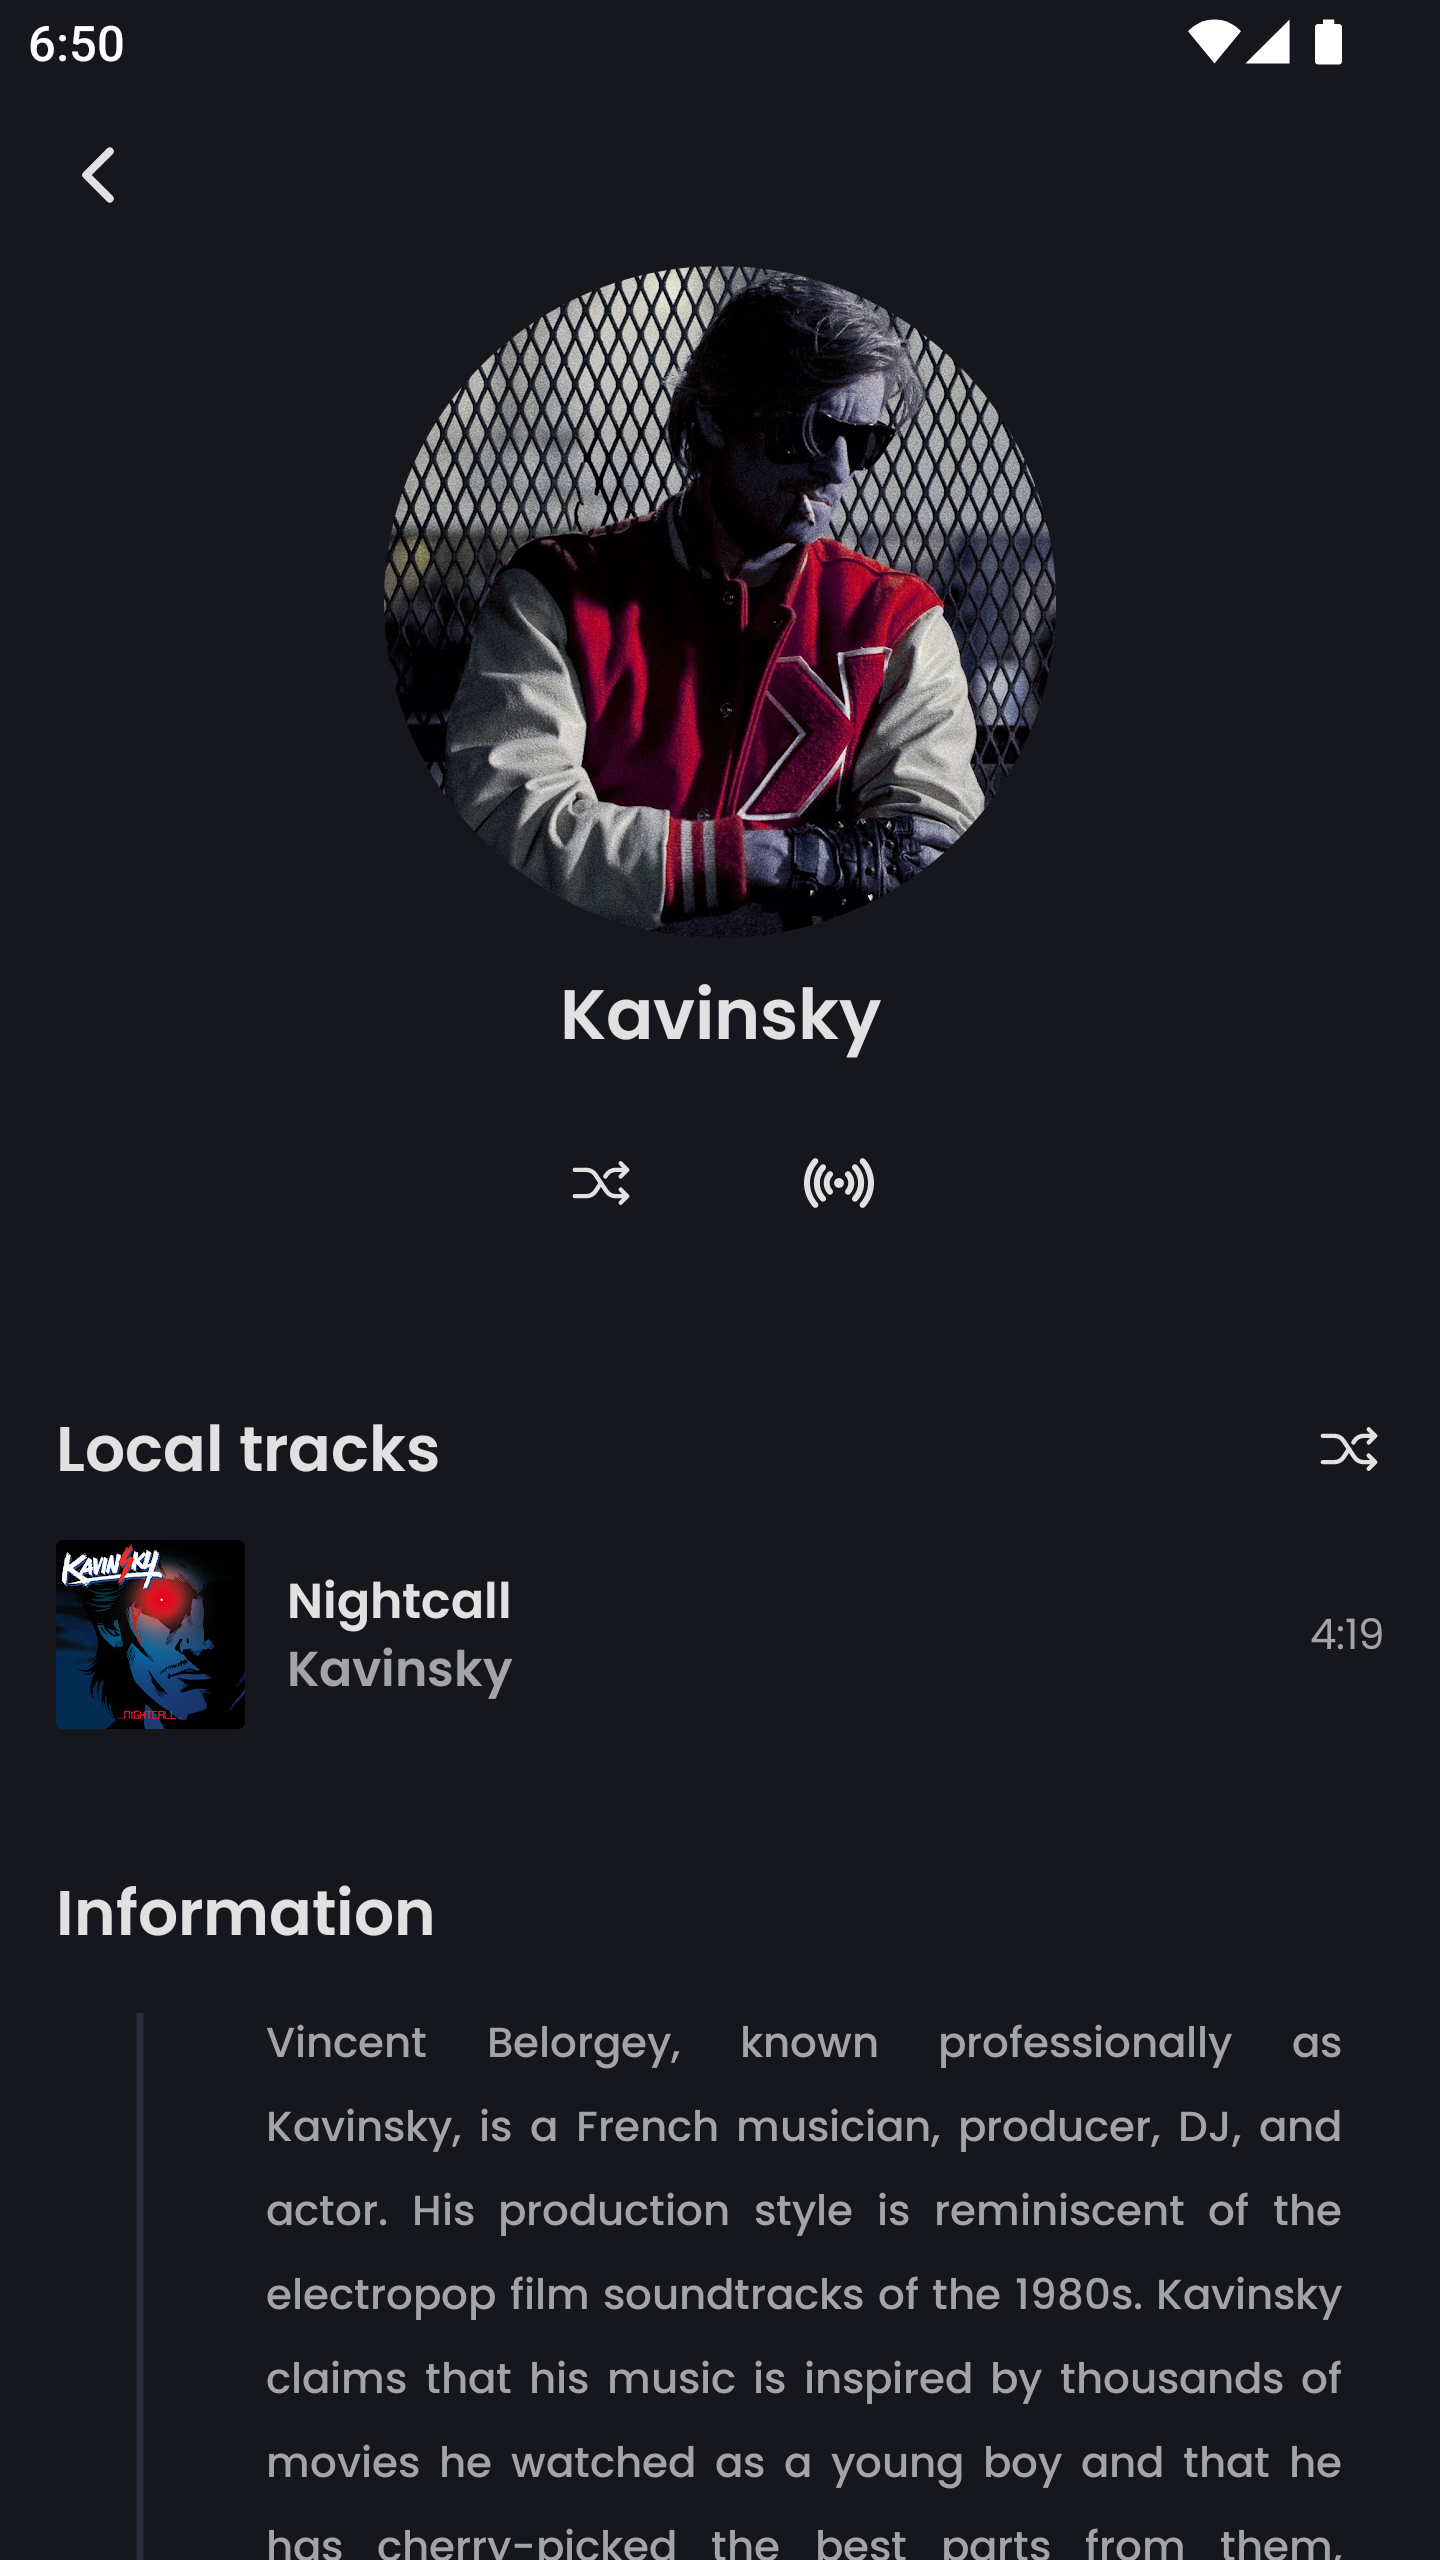 6:50
Kavinsky
Local tracks
KAVINSKY
...NIGHTCALL...
Nightcall
Kavinsky
4:19
Information
Vincent Belorgey, known professionally as
Kavinsky, is a French musician, producer, DJ, and
actor. His production style is reminiscent of the
electropop film soundtracks of the 1980s. Kavinsky
claims that his music is inspired by thousands of
movies he watched as a young boy and that he
has cherry-picked the best parts from them,